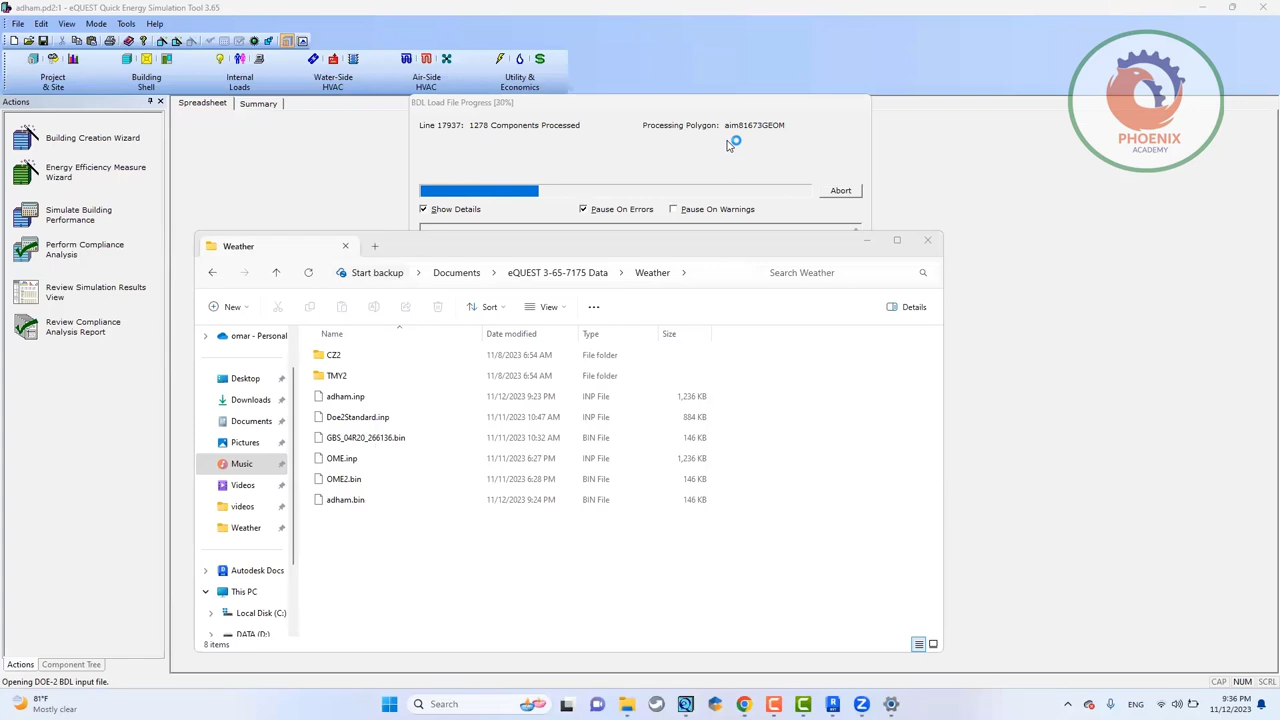 adham.pd2:1 - eQUEST Quick Energy Simulation Tool 3.65
File Edit View Mode Tools Help
Project & Site
Building Shell
Internal Loads
Water-Side HVAC
Air-Side HVAC
Utility & Economics
Actions
Spreadsheet Summary
Building Creation Wizard
Energy Efficiency Measure Wizard
Simulate Building Performance
Perform Compliance Analysis
Review Simulation Results View
Review Compliance Analysis Report
BDL Load File Progress [30%]
Line 17937: 1278 Components Processed
Processing Polygon: aim81673GEOM
Abort
Show Details Pause On Errors Pause On Warnings
PHOENIX
ACADEMY
Weather
Start backup Documents eQUEST 3-65-7175 Data Weather
Search Weather
New Sort View Details
omar - Personal
Desktop
Downloads
Documents
Pictures
Music
Videos
videos
Weather
Autodesk Docs
This PC
Local Disk (C:)
DATA (D:)
Name Date modified Type Size
CZ2 11/8/2023 6:54 AM File folder
TMY2 11/8/2023 6:54 AM File folder
adham.inp 11/12/2023 9:23 PM INP File 1,236 KB
Doe2Standard.inp 11/11/2023 10:47 AM INP File 884 KB
GBS_04R20_266136.bin 11/11/2023 10:32 AM BIN File 146 KB
OME.inp 11/11/2023 6:27 PM INP File 1,236 KB
OME2.bin 11/11/2023 6:28 PM BIN File 146 KB
adham.bin 11/12/2023 9:24 PM BIN File 146 KB
8 items
Actions Component Tree
Opening DOE-2 BDL input file.
CAP NUM SCRL
81°F
Mostly clear
Search
ENG
9:36 PM
11/12/2023